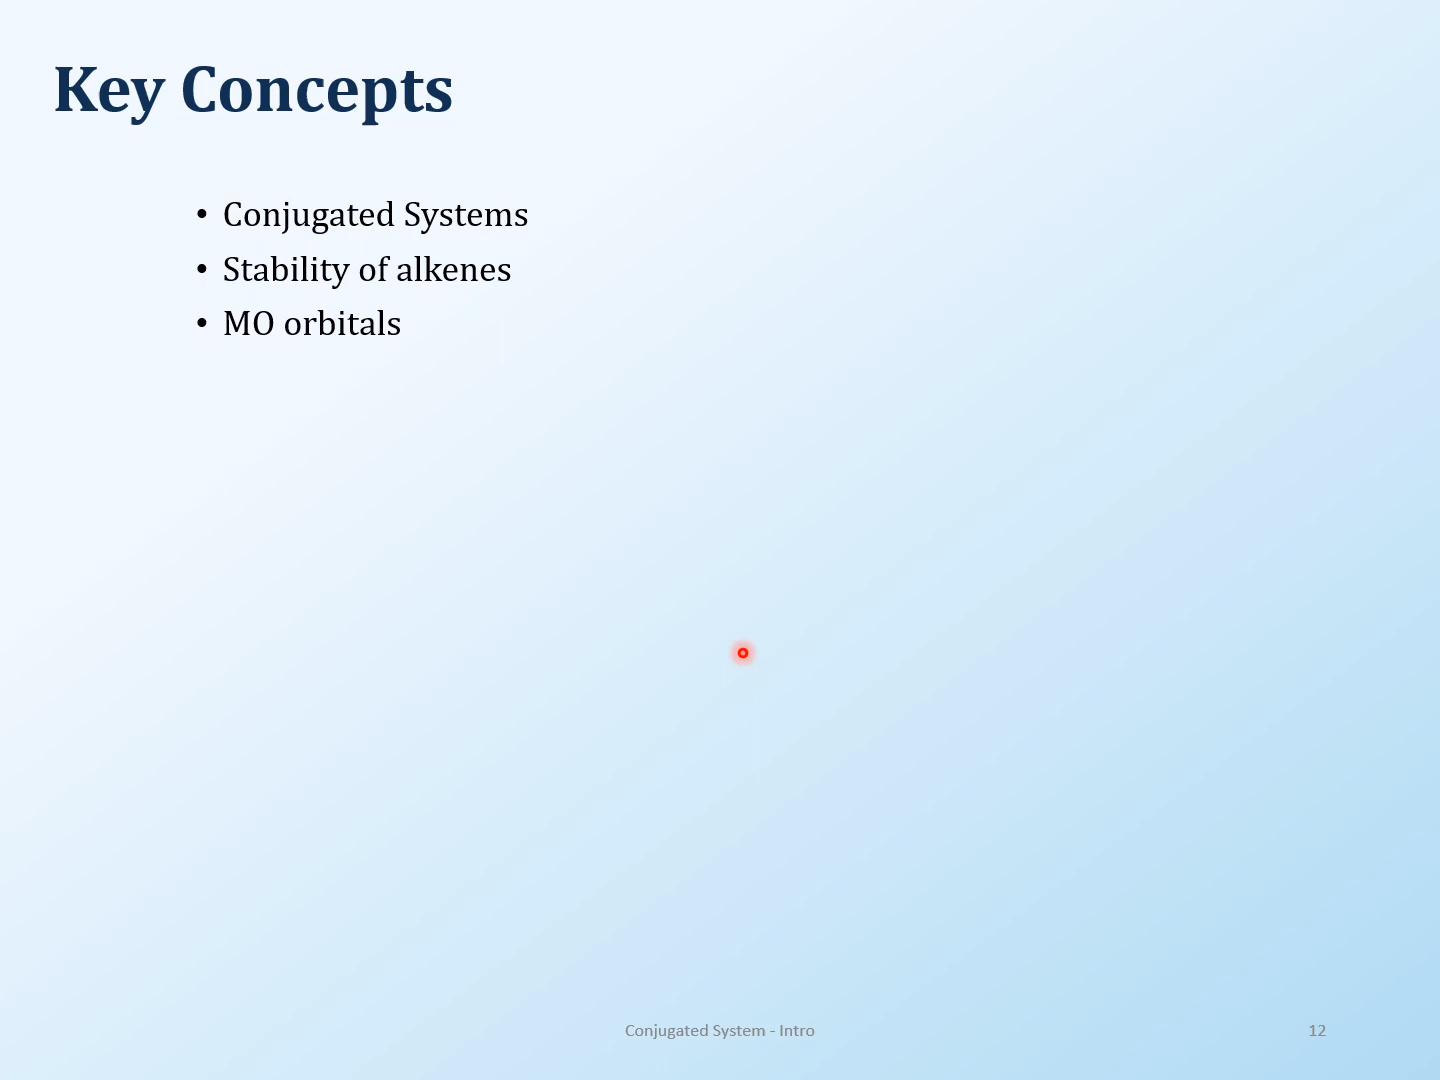 Key Concepts
• Conjugated Systems
• Stability of alkenes
• MO orbitals
Conjugated System - Intro
12